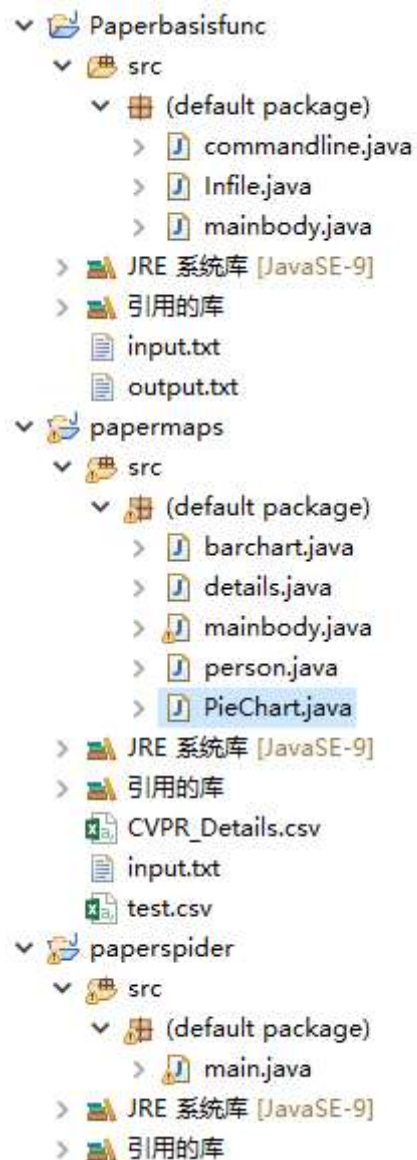 Paperbasisfunc
src
(default package)
commandline.java
Infile.java
mainbody.java
JRE 系统库 [JavaSE-9]
引用的库
input.txt
output.txt
papermaps
src
(default package)
barchart.java
details.java
mainbody.java
person.java
PieChart.java
JRE 系统库 [JavaSE-9]
引用的库
CVPR_Details.csv
input.txt
test.csv
paperspider
src
(default package)
main.java
JRE 系统库 [JavaSE-9]
引用的库